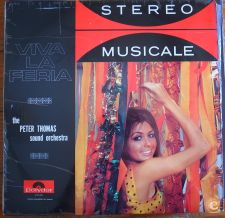 STEREO
MUSICALE
VIVA
LA
FERIA
the
PETER THOMAS
sound orchestra
Polydor